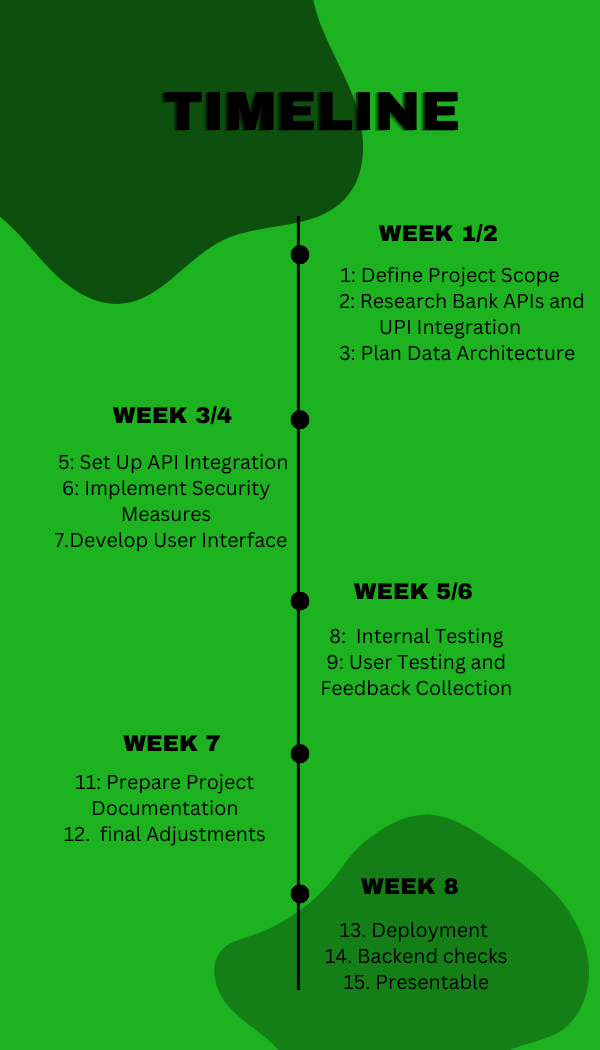 TIMELINE
WEEK 1/2
1: Define Project Scope
2: Research Bank APIs and
UPI Integration
3: Plan Data Architecture
WEEK 3/4
5: Set Up API Integration
6: Implement Security
Measures
7.Develop User Interface
WEEK 5/6
8:  Internal Testing
9: User Testing and
Feedback Collection
WEEK 7
11: Prepare Project
Documentation
12.  final Adjustments
WEEK 8
13. Deployment
14. Backend checks
15. Presentable